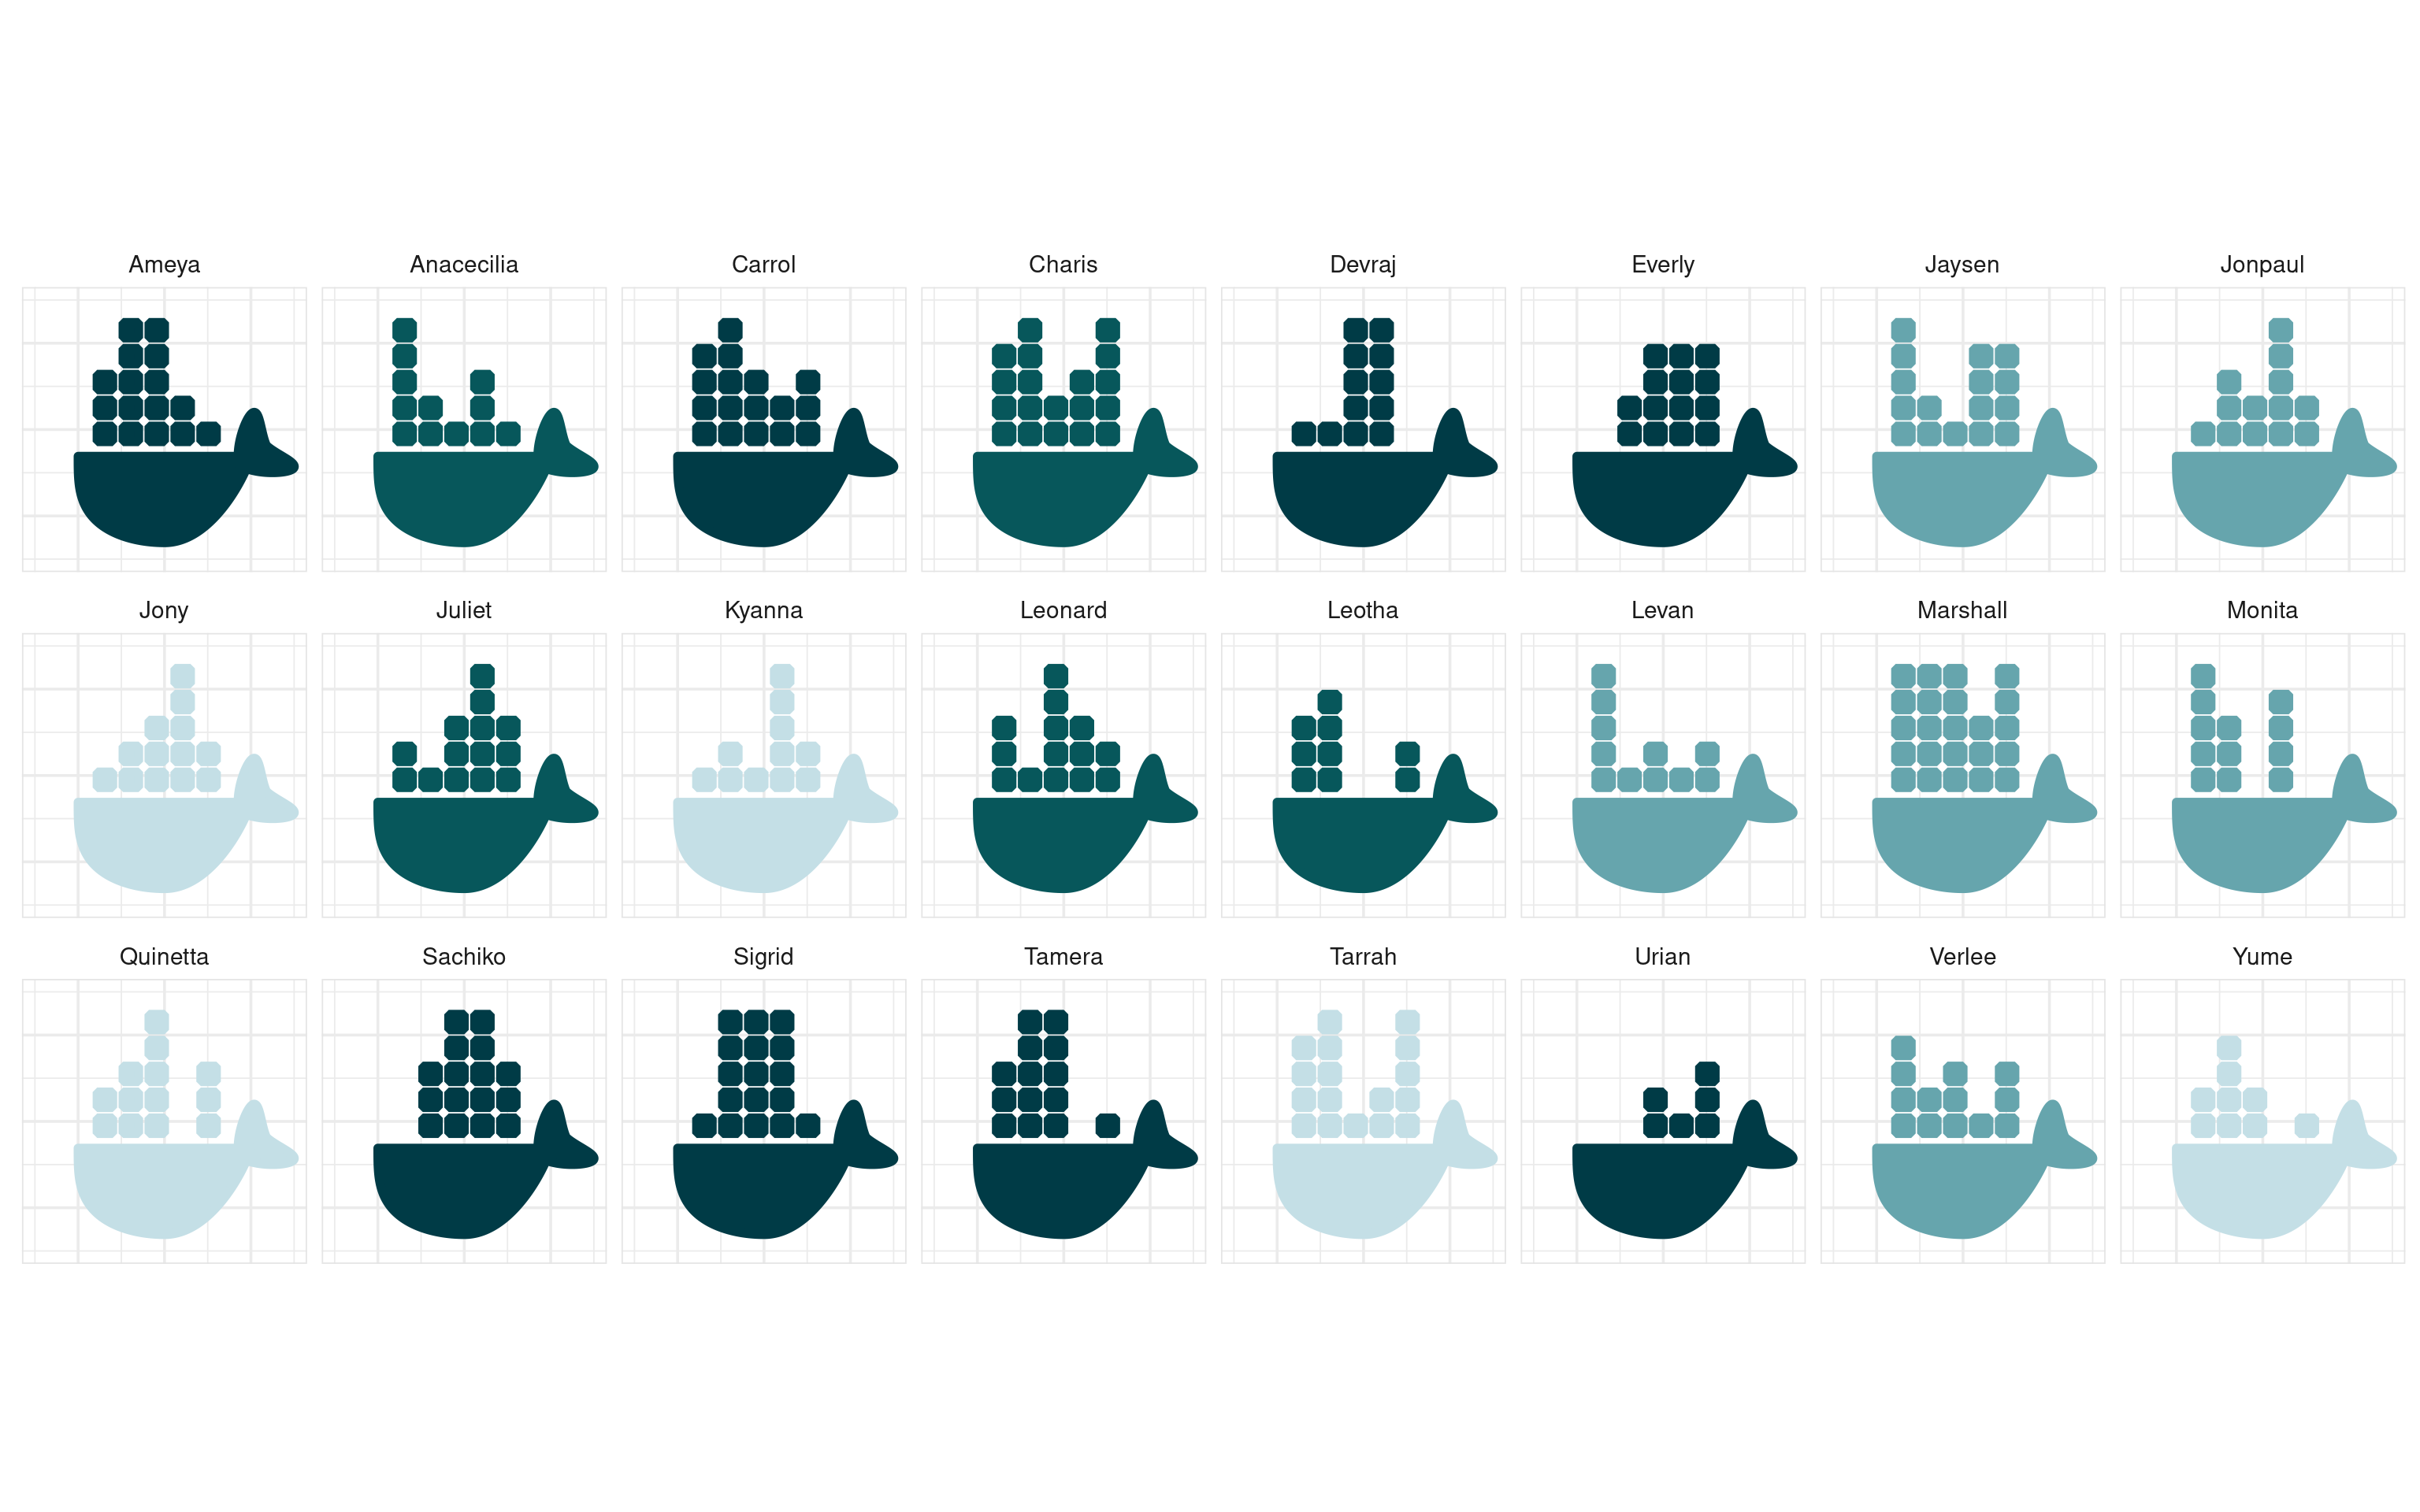 Ameya Anacecilia Carrol Charis Devraj Everly Jaysen Jonpaul
Jony Juliet Kyanna Leonard Leotha Levan Marshall Monita
Quinetta Sachiko Sigrid Tamera Tarrah Urian Verlee Yume